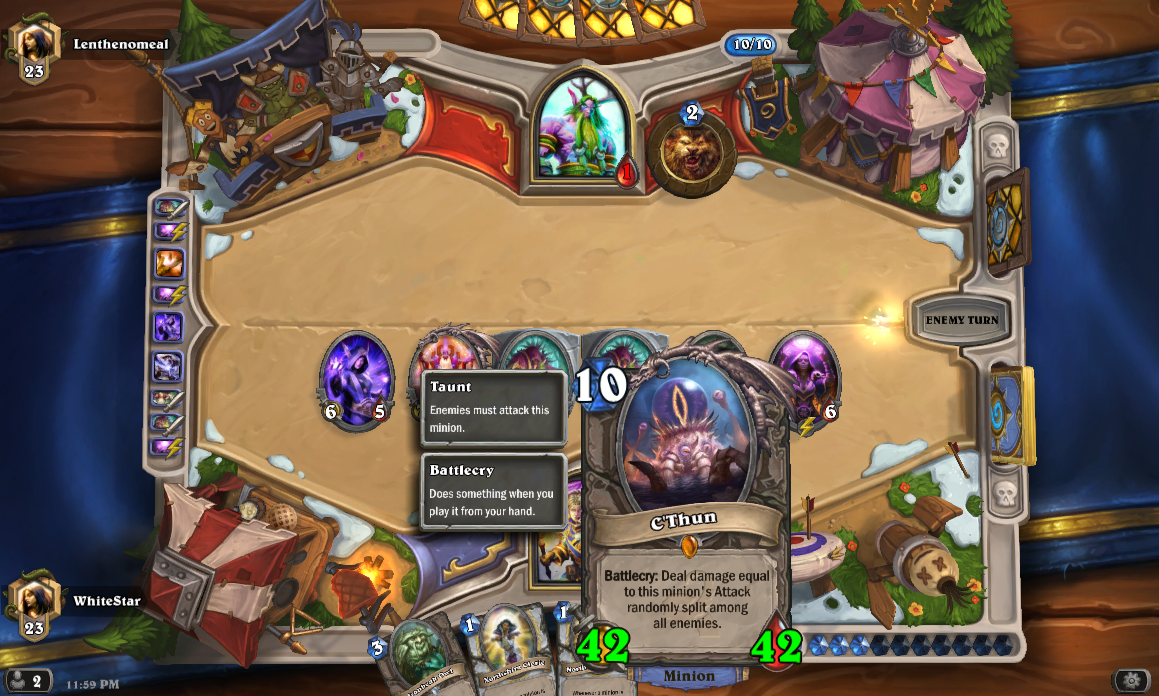 Lenthenomeal
23
10/10
2
1
ENEMY TURN
6
5
6
Taunt
Enemies must attack this
minion.
Battlecry
Does something when you
play it from your hand.
10
C'Thun
Battlecry: Deal damage equal
to this minion's Attack
randomly split among
all enemies.
42
42
Minion
WhiteStar
23
3
1
Northshire Cleric
1
2
11:59 PM